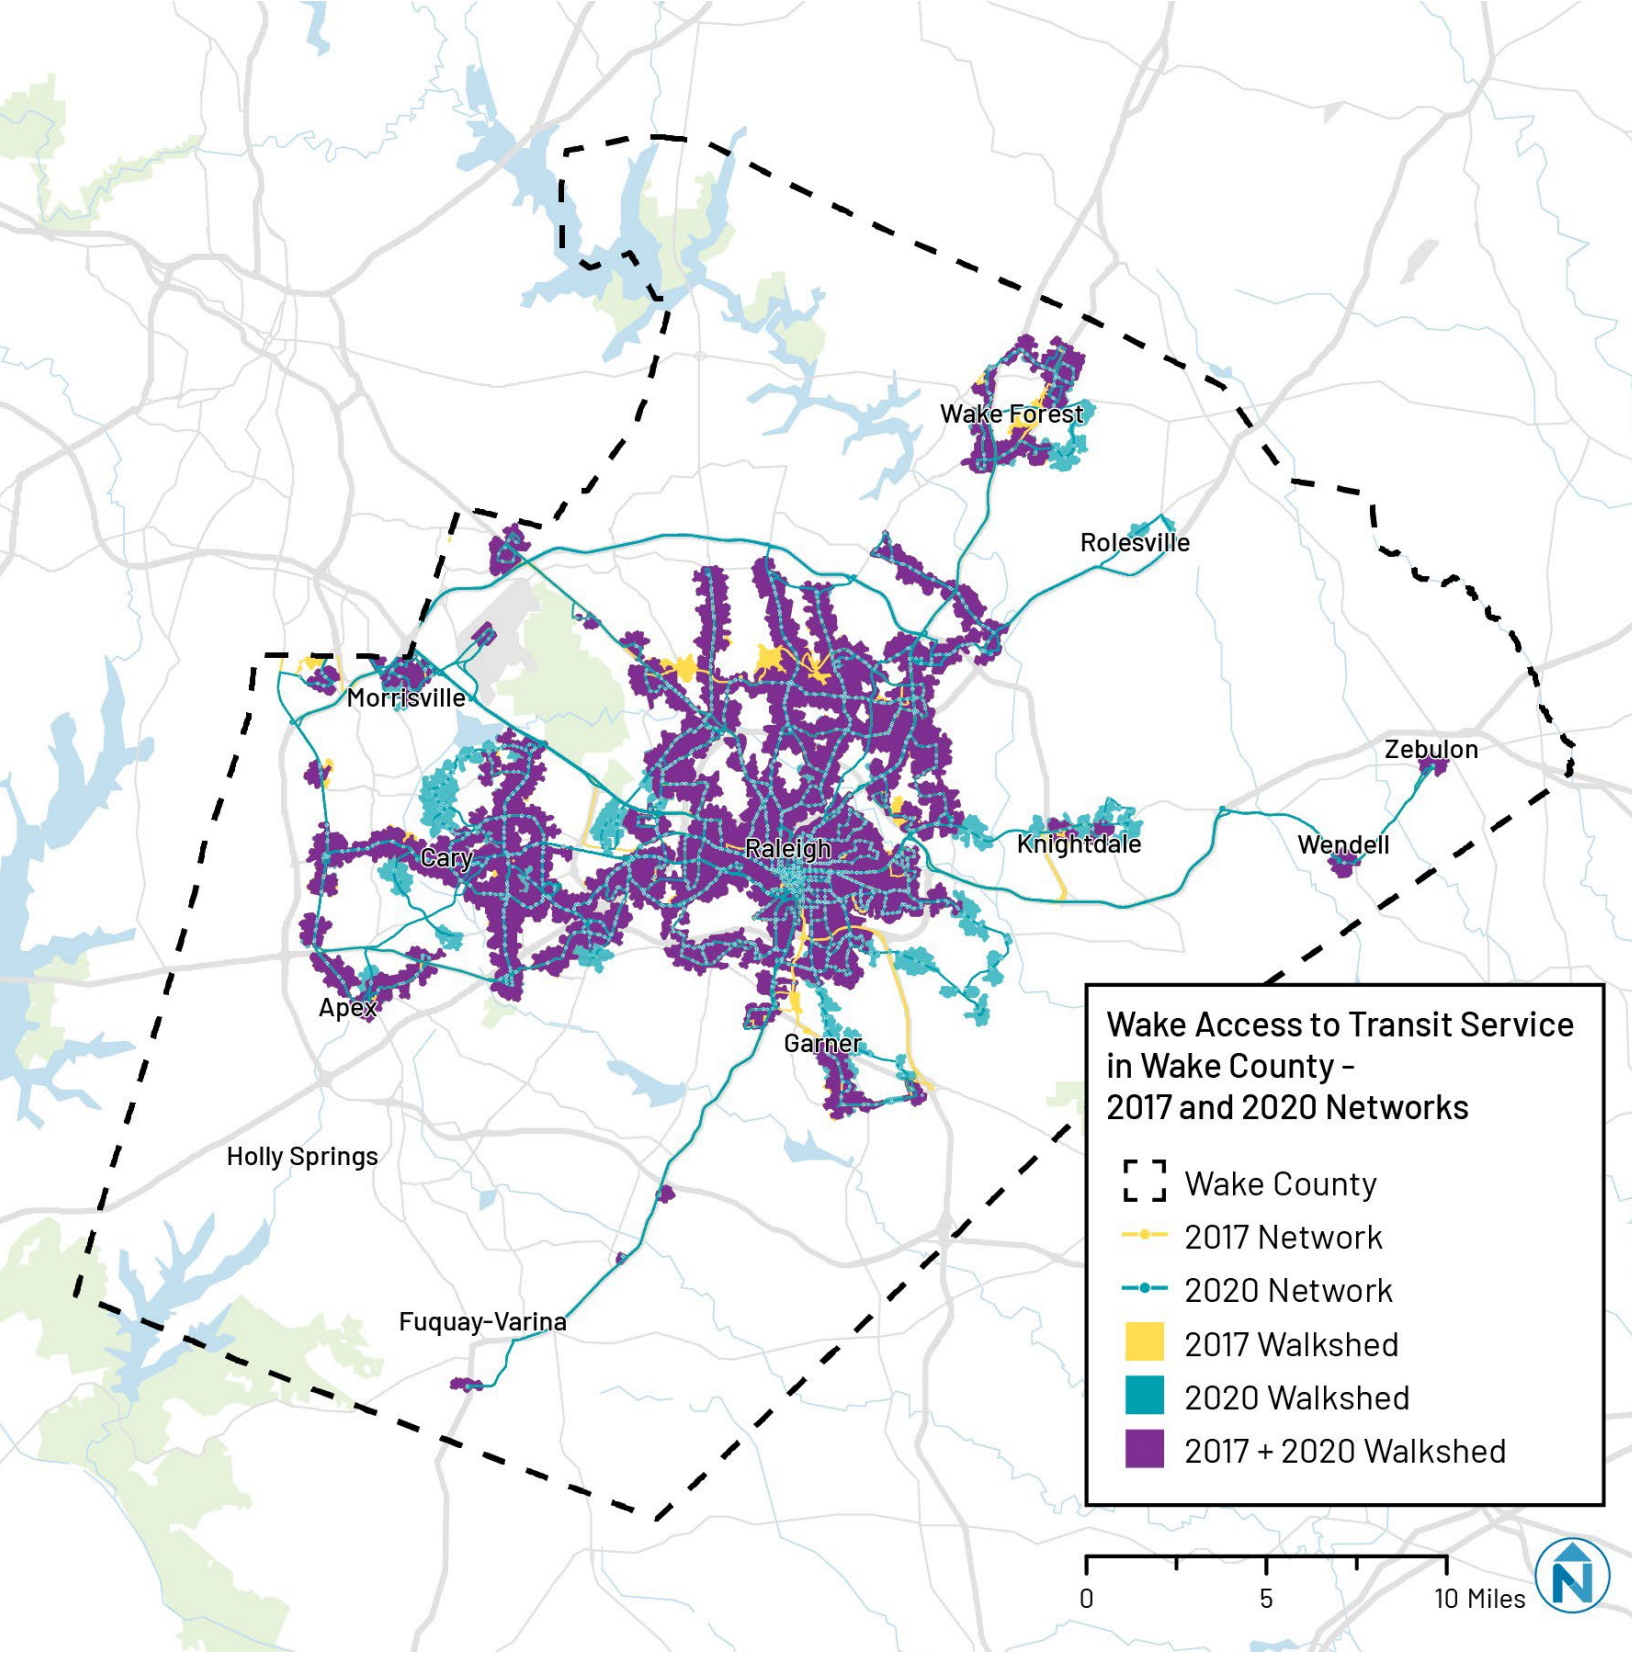 Wake Forest
Rolesville
Morrisville
Zebulon
Knightdale
Wendell
Raleigh
Cary
Apex
Garner
Holly Springs
Fuquay-Varina
Wake Access to Transit Service
in Wake County -
2017 and 2020 Networks
Wake County
2017 Network
2020 Network
2017 Walkshed
2020 Walkshed
2017 + 2020 Walkshed
0 5 10 Miles
N